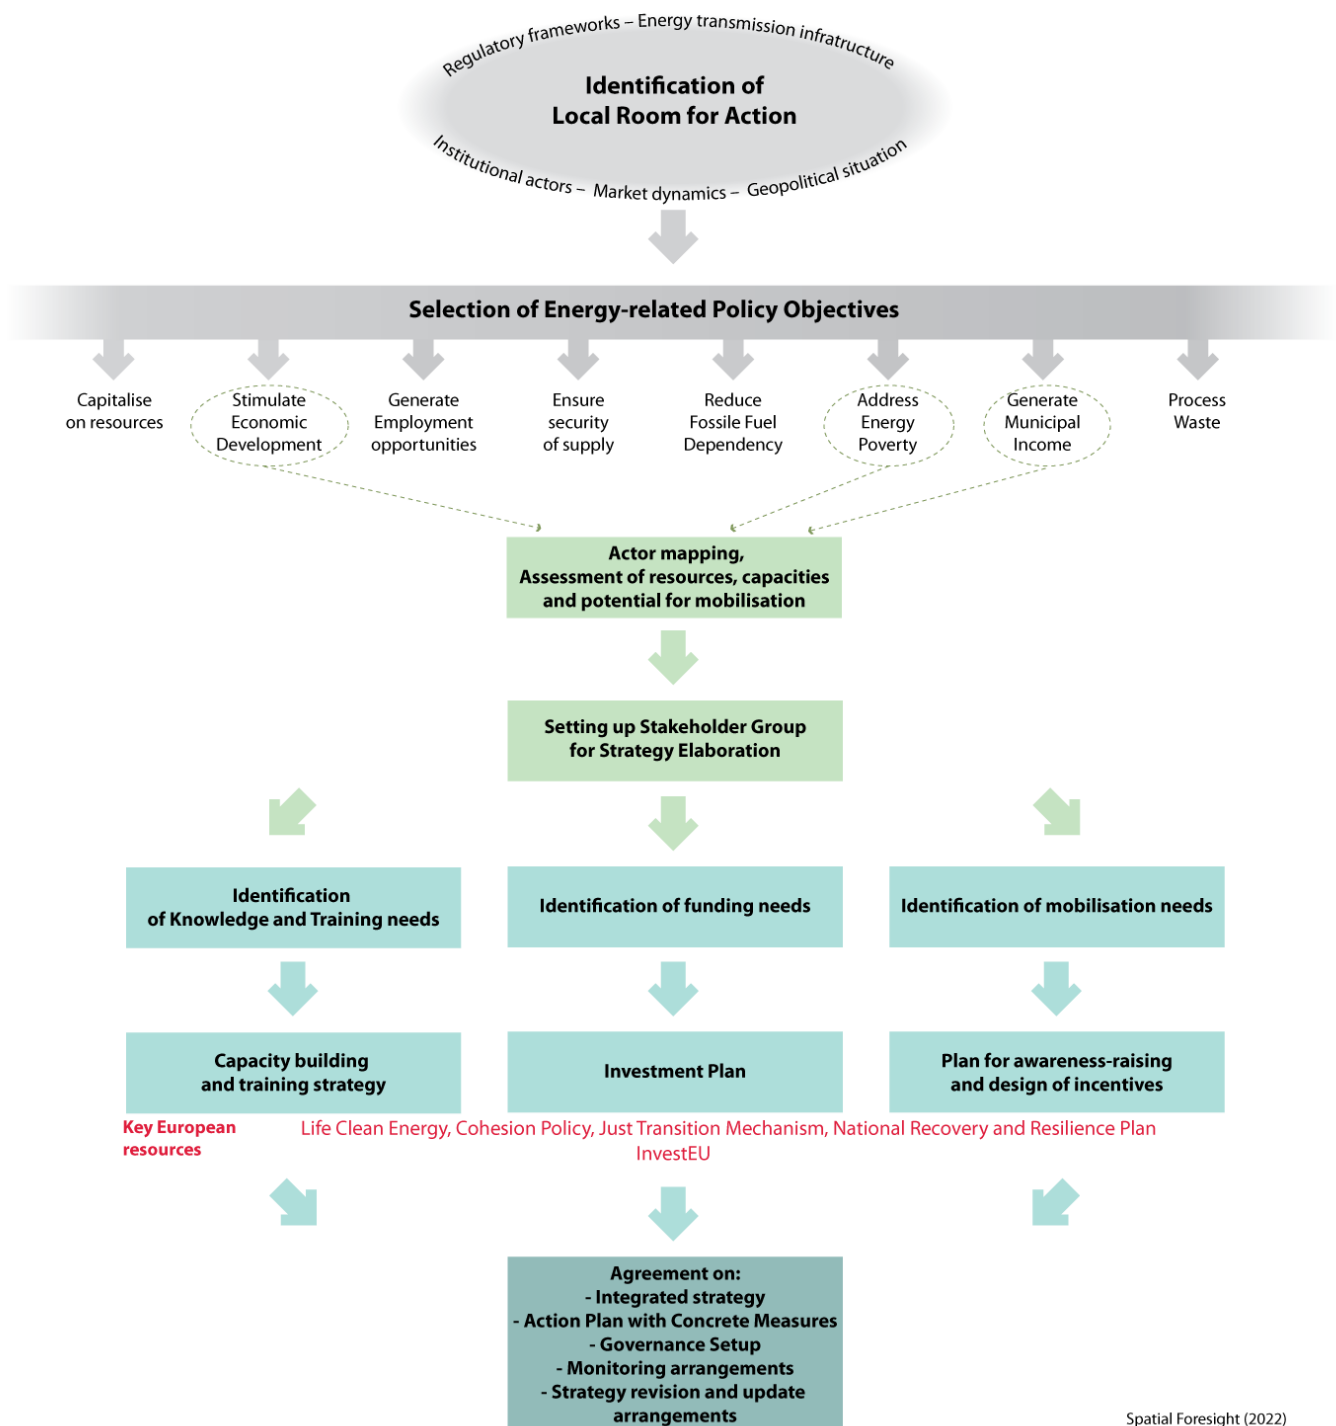 Regulatory frameworks – Energy transmission infratructure
Identification of
Local Room for Action
Institutional actors – Market dynamics – Geopolitical situation
Selection of Energy-related Policy Objectives
Capitalise
on resources
Stimulate
Economic
Development
Generate
Employment
opportunities
Ensure
security
of supply
Reduce
Fossile Fuel
Dependency
Address
Energy
Poverty
Generate
Municipal
Income
Process
Waste
Actor mapping,
Assessment of resources, capacities
and potential for mobilisation
Setting up Stakeholder Group
for Strategy Elaboration
Identification
of Knowledge and Training needs
Identification of funding needs
Identification of mobilisation needs
Capacity building
and training strategy
Investment Plan
Plan for awareness-raising
and design of incentives
Key European
resources
Life Clean Energy, Cohesion Policy, Just Transition Mechanism, National Recovery and Resilience Plan
InvestEU
Agreement on:
- Integrated strategy
- Action Plan with Concrete Measures
- Governance Setup
- Monitoring arrangements
- Strategy revision and update
arrangements
Spatial Foresight (2022)